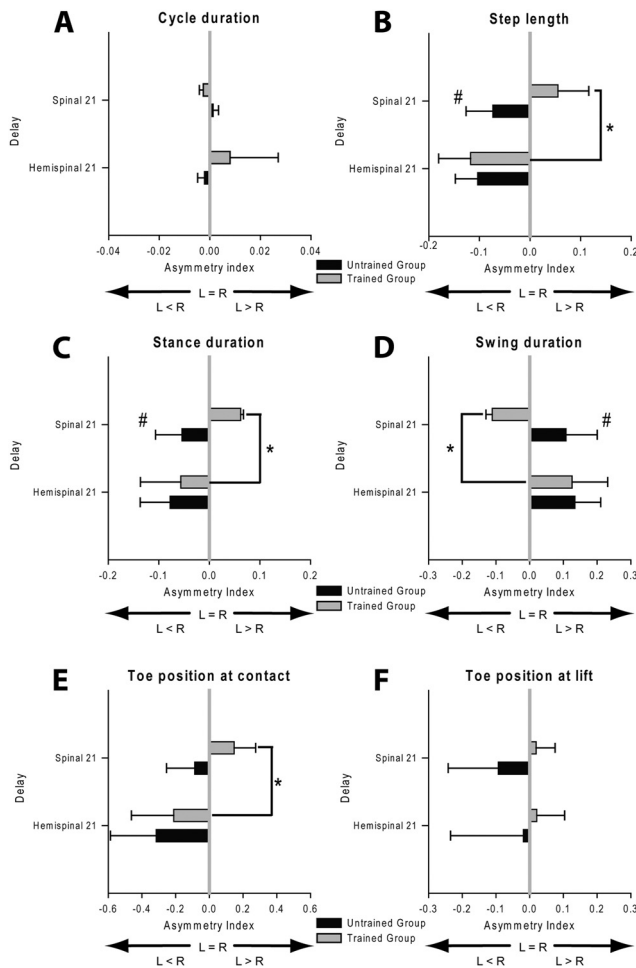 A
Cycle duration
Spinal 21
Delay
Hemispinal 21
-0.04 -0.02 0.00 0.02 0.04
Asymmetry index
L < R L = R L > R
B
Step length
#
*
Spinal 21
Delay
Hemispinal 21
-0.2 -0.1 0.0 0.1 0.2
Asymmetry Index
L < R L = R L > R
Untrained Group
Trained Group
C
Stance duration
#
*
Spinal 21
Delay
Hemispinal 21
-0.2 -0.1 0.0 0.1 0.2
Asymmetry Index
L < R L = R L > R
D
Swing duration
#
*
Spinal 21
Delay
Hemispinal 21
-0.3 -0.2 -0.1 0.0 0.1 0.2 0.3
Asymmetry Index
L < R L = R L > R
Untrained Group
Trained Group
E
Toe position at contact
*
Spinal 21
Delay
Hemispinal 21
-0.6 -0.4 -0.2 0.0 0.2 0.4 0.6
Asymmetry Index
L < R L = R L > R
F
Toe position at lift
Spinal 21
Delay
Hemispinal 21
-0.3 -0.2 -0.1 0.0 0.1 0.2 0.3
Asymmetry Index
L < R L = R L > R
Untrained Group
Trained Group